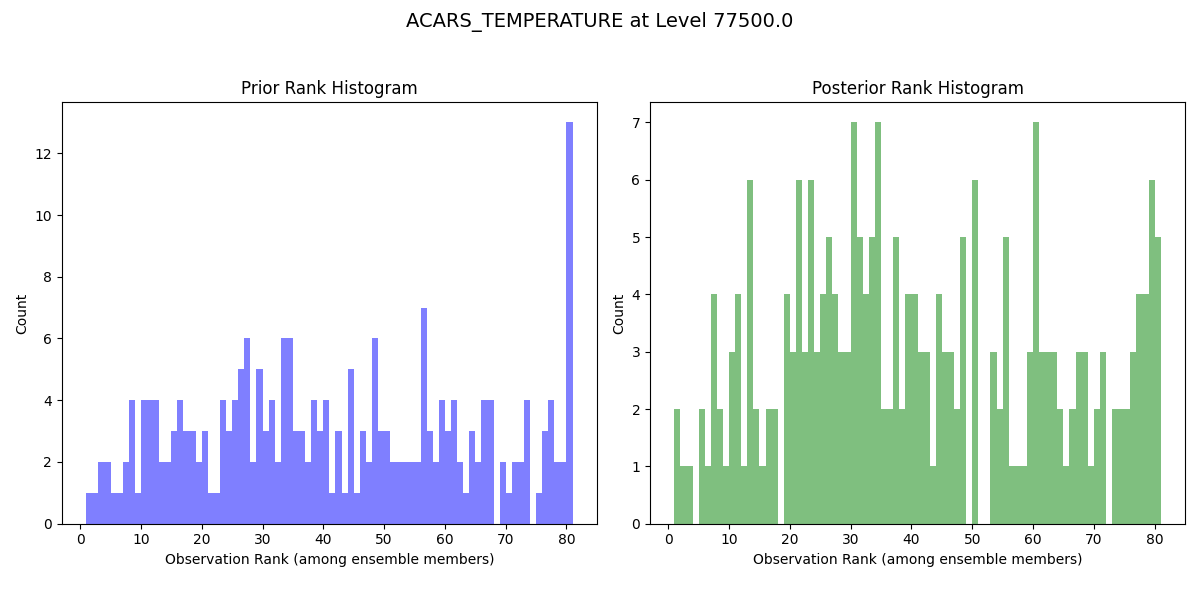 ACARS_TEMPERATURE at Level 77500.0
Prior Rank Histogram
Count
12
10
8
6
4
2
0
0 10 20 30 40 50 60 70 80
Observation Rank (among ensemble members)
Posterior Rank Histogram
Count
7
6
5
4
3
2
1
0
0 10 20 30 40 50 60 70 80
Observation Rank (among ensemble members)